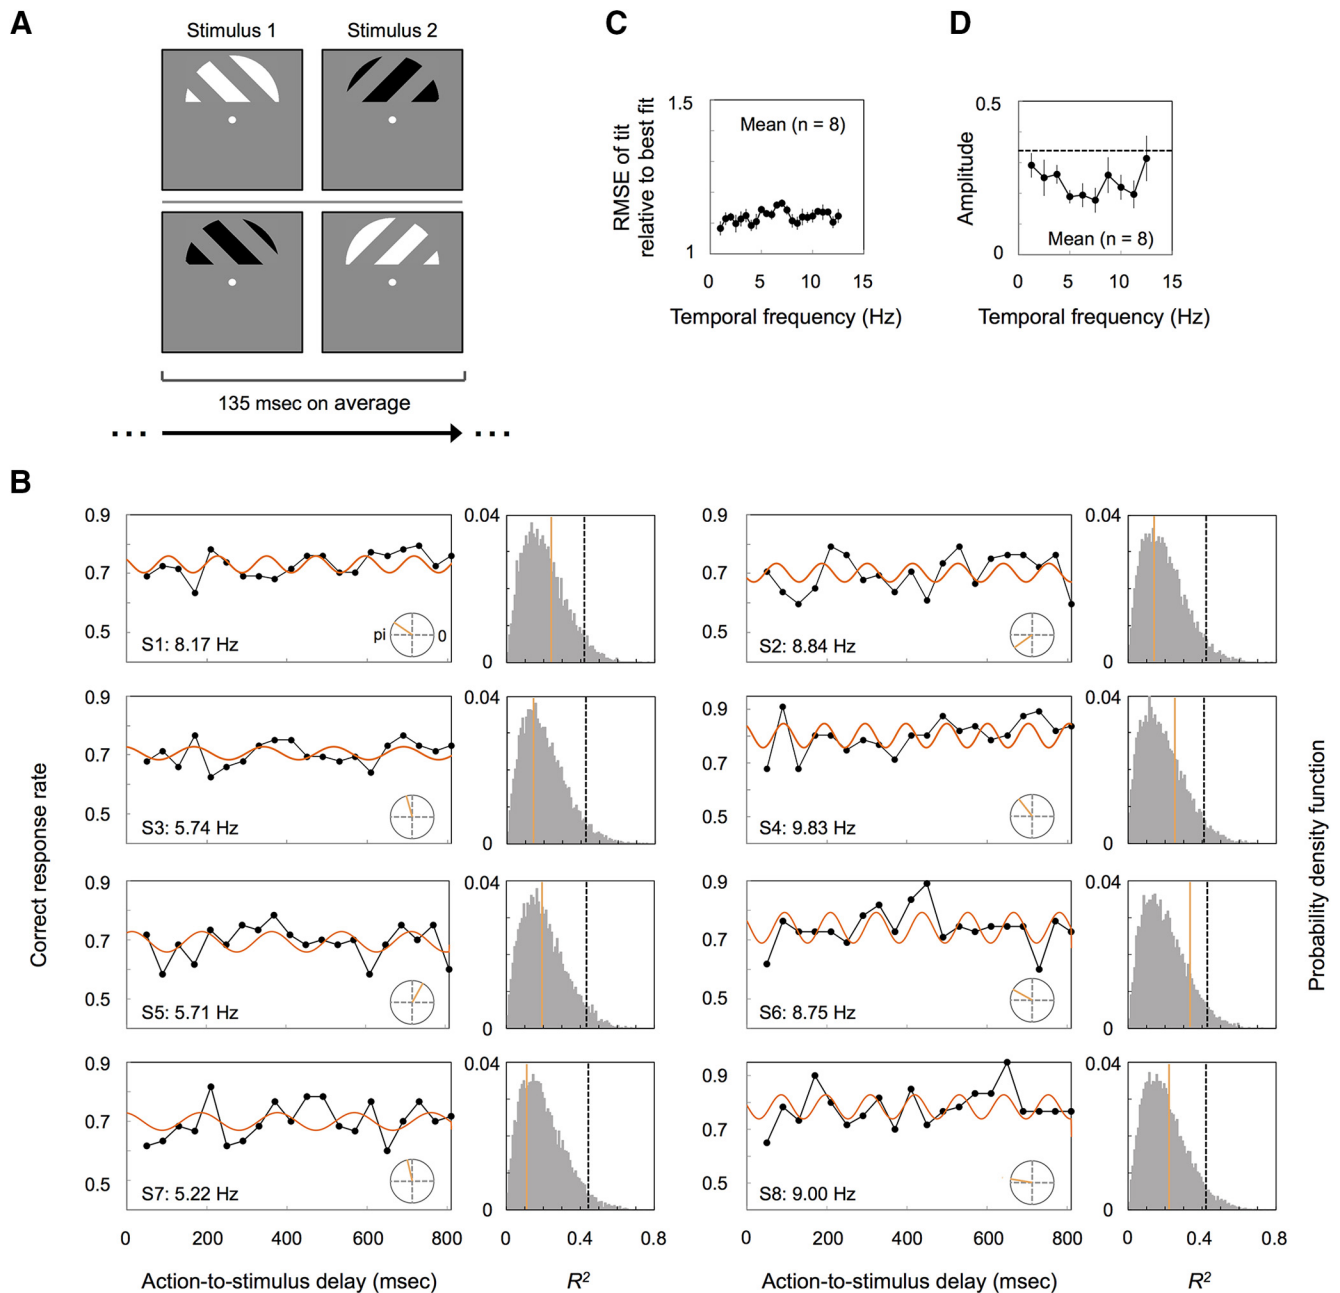 A
Stimulus 1
Stimulus 2
135 msec on average
... ...
C
1.5
1
RMSE of tit
relative to best fit
Mean (n = 8)
0 5 10 15
Temporal frequency (Hz)
D
0.5
0
Amplitude
Mean (n = 8)
0 5 10 15
Temporal frequency (Hz)
B
Correct response rate
0.9
0.7
0.5
S1: 8.17 Hz
pi 0
0.04
0
0.9
0.7
0.5
S2: 8.84 Hz
0.04
0
0.9
0.7
0.5
S3: 5.74 Hz
0.04
0
0.9
0.7
0.5
S4: 9.83 Hz
0.04
0
0.9
0.7
0.5
S5: 5.71 Hz
0.04
0
0.9
0.7
0.5
S6: 8.75 Hz
0.04
0
0.9
0.7
0.5
S7: 5.22 Hz
0.04
0
0.9
0.7
0.5
S8: 9.00 Hz
0.04
0
0 200 400 600 800
0 0.4 0.8
0 200 400 600 800
0 0.4 0.8
Action-to-stimulus delay (msec)
R²
Action-to-stimulus delay (msec)
R²
Probability density function